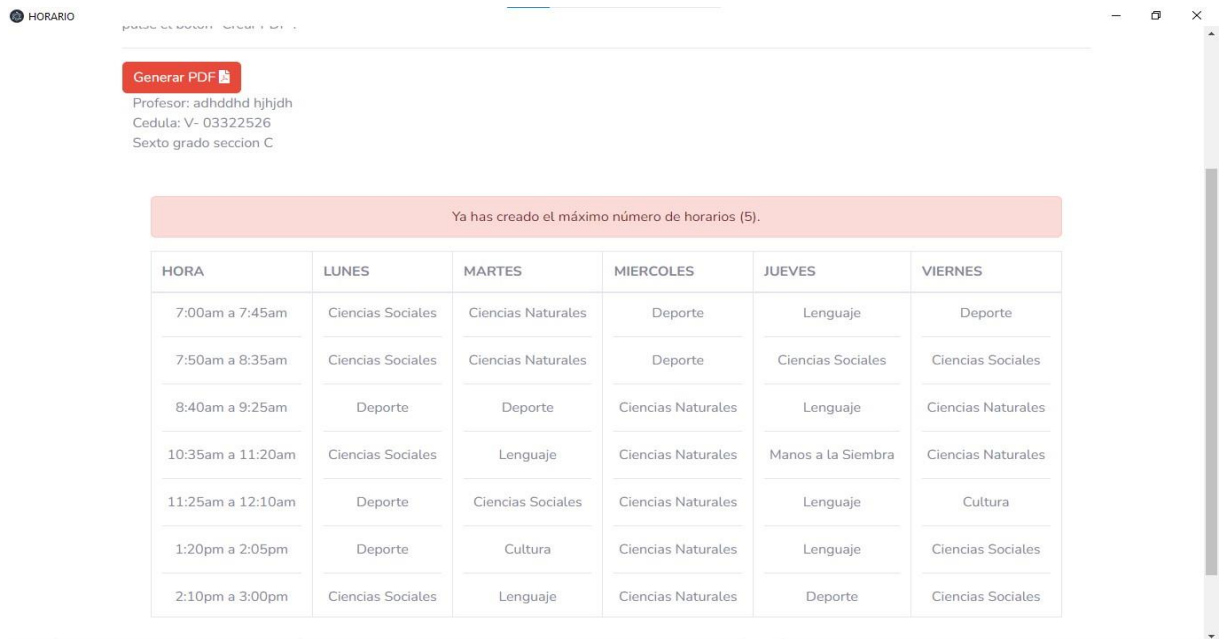 HORARIO
pulse el botón "Crear PDF".
Generar PDF
Profesor: adhddhd hjhjdh
Cedula: V- 03322526
Sexto grado seccion C
Ya has creado el máximo número de horarios (5).
HORA LUNES MARTES MIERCOLES JUEVES VIERNES
7:00am a 7:45am Ciencias Sociales Ciencias Naturales Deporte Lenguaje Deporte
7:50am a 8:35am Ciencias Sociales Ciencias Naturales Deporte Ciencias Sociales Ciencias Sociales
8:40am a 9:25am Deporte Deporte Ciencias Naturales Lenguaje Ciencias Naturales
10:35am a 11:20am Ciencias Sociales Lenguaje Ciencias Naturales Manos a la Siembra Ciencias Naturales
11:25am a 12:10am Deporte Ciencias Sociales Ciencias Naturales Lenguaje Cultura
1:20pm a 2:05pm Deporte Cultura Ciencias Naturales Lenguaje Ciencias Sociales
2:10pm a 3:00pm Ciencias Sociales Lenguaje Ciencias Naturales Deporte Ciencias Sociales